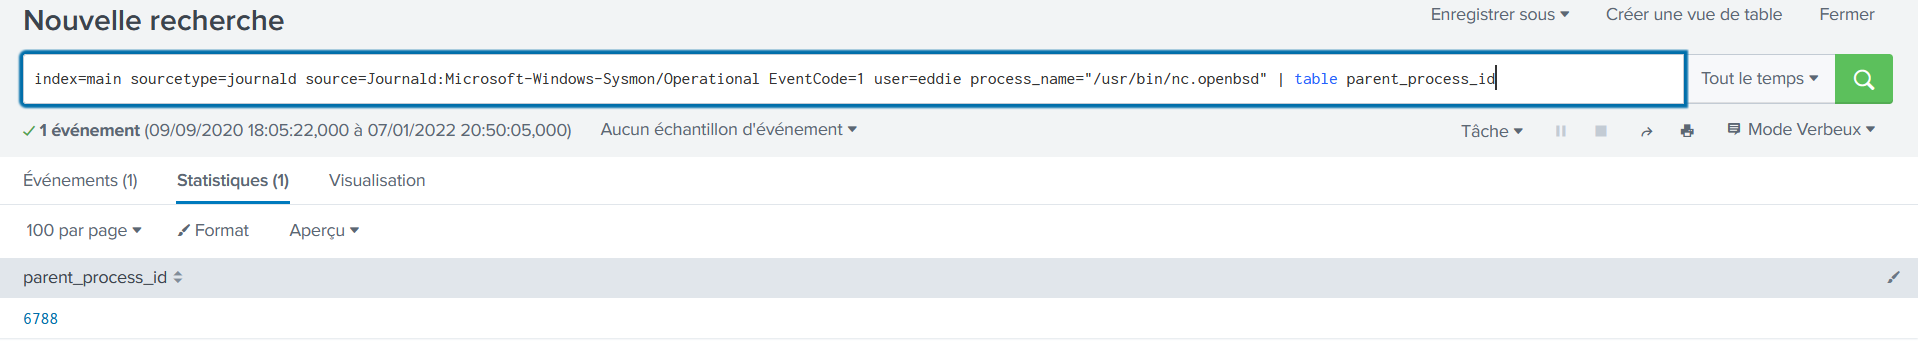 Nouvelle recherche
Enregistrer sous Créer une vue de table Fermer
index=main sourcetype=journald source=Journald:Microsoft-Windows-Sysmon/Operational EventCode=1 user=eddie process_name="/usr/bin/nc.openbsd" | table parent_process_id
Tout le temps
1 événement (09/09/2020 18:05:22,000 à 07/01/2022 20:50:05,000) Aucun échantillon d'événement
Tâche Mode Verbeux
Événements (1) Statistiques (1) Visualisation
100 par page Format Aperçu
parent_process_id
6788